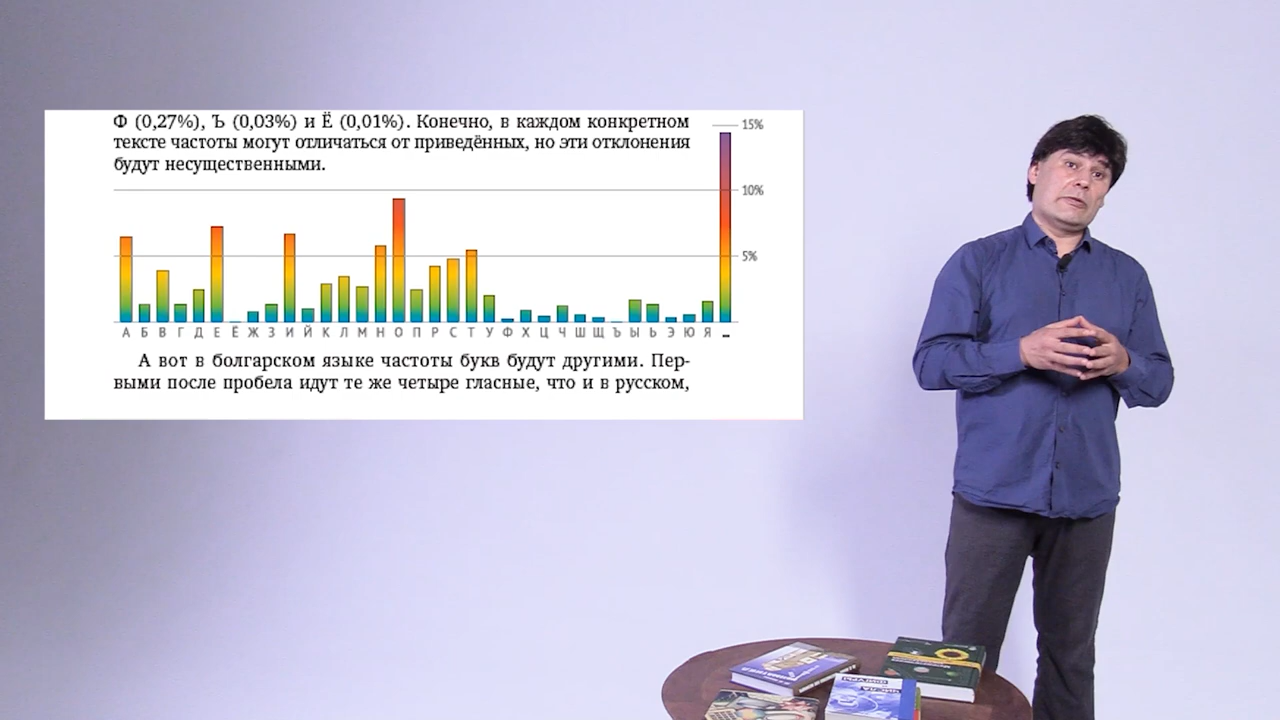 Ф (0,27%), Ъ (0,03%) и Ё (0,01%). Конечно, в каждом конкретном
тексте частоты могут отличаться от приведённых, но эти отклонения
будут несущественными.
15%
10%
5%
А Б В Г Д Е Ё Ж З И Й К Л М Н О П Р С Т У Ф Х Ц Ч Ш Щ Ъ Ы Ь Э Ю Я _
А вот в болгарском языке частоты букв будут другими. Пер-
выми после пробела идут те же четыре гласные, что и в русском,